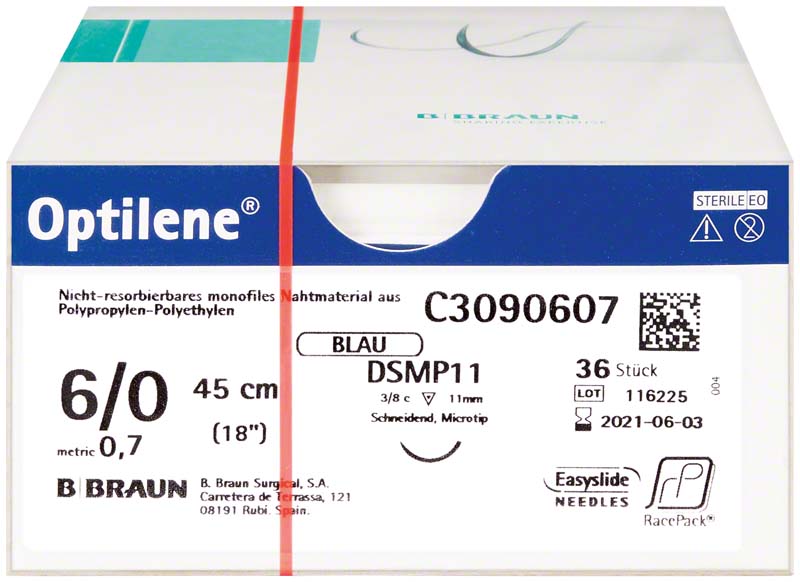 B BRAUN
SHARING EXPERTISE
Optilene®
STERILE EO
2
Nicht-resorbierbares monofiles Nahtmaterial aus
Polypropylen-Polyethylen
C3090607
BLAU
6/0
45 cm
(18")
metric 0,7
DSMP11
3/8 c 11mm
Schneidend, Microtip
36 Stück
LOT 116225
2021-06-03
004
B BRAUN
B. Braun Surgical, S.A.
Carretera de Terrassa, 121
08191 Rubí. Spain.
Easyslide
NEEDLES
RacePack®